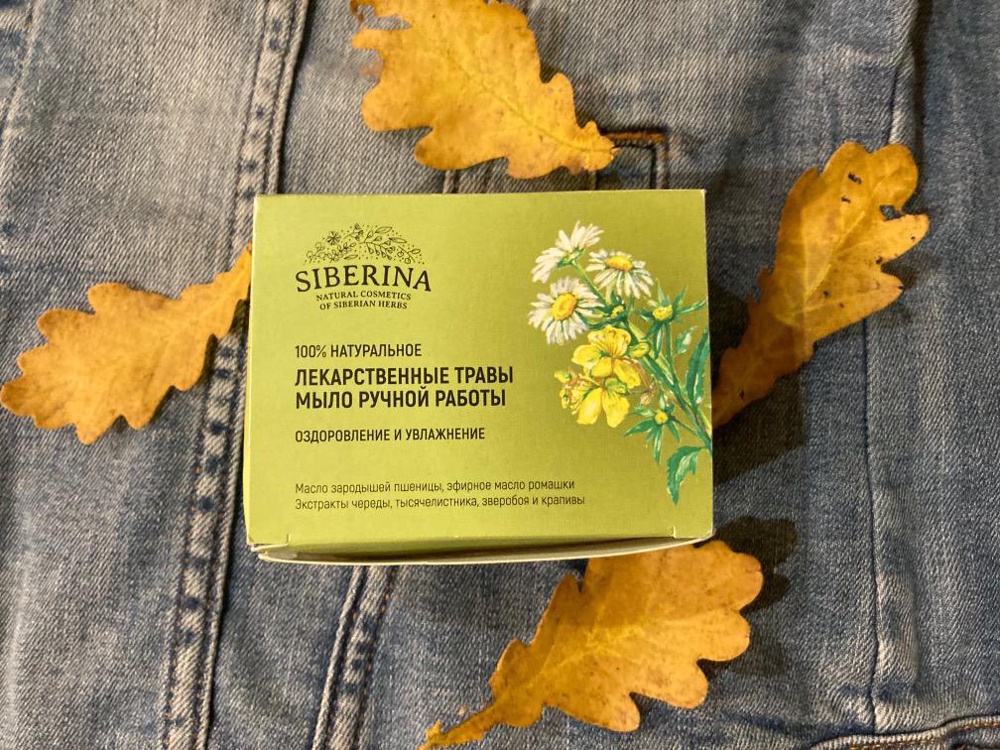 SIBERINA
NATURAL COSMETICS
OF SIBERIAN HERBS
100% НАТУРАЛЬНОЕ
ЛЕКАРСТВЕННЫЕ ТРАВЫ
МЫЛО РУЧНОЙ РАБОТЫ
ОЗДОРОВЛЕНИЕ И УВЛАЖНЕНИЕ
Масло зародышей пшеницы, эфирное масло ромашки
Экстракты череды, тысячелистника, зверобоя и крапивы